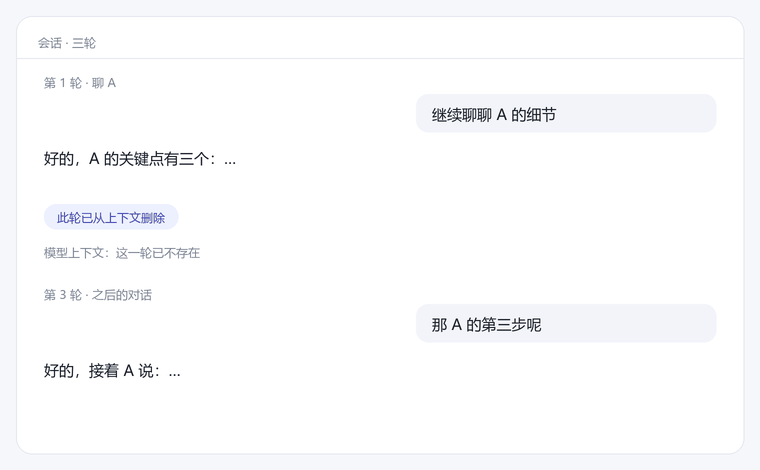 会话 · 三轮
第 1 轮 · 聊 A
继续聊聊 A 的细节
好的，A 的关键点有三个：…
此轮已从上下文删除
模型上下文：这一轮已不存在
第 3 轮 · 之后的对话
那 A 的第三步呢
好的，接着 A 说：…